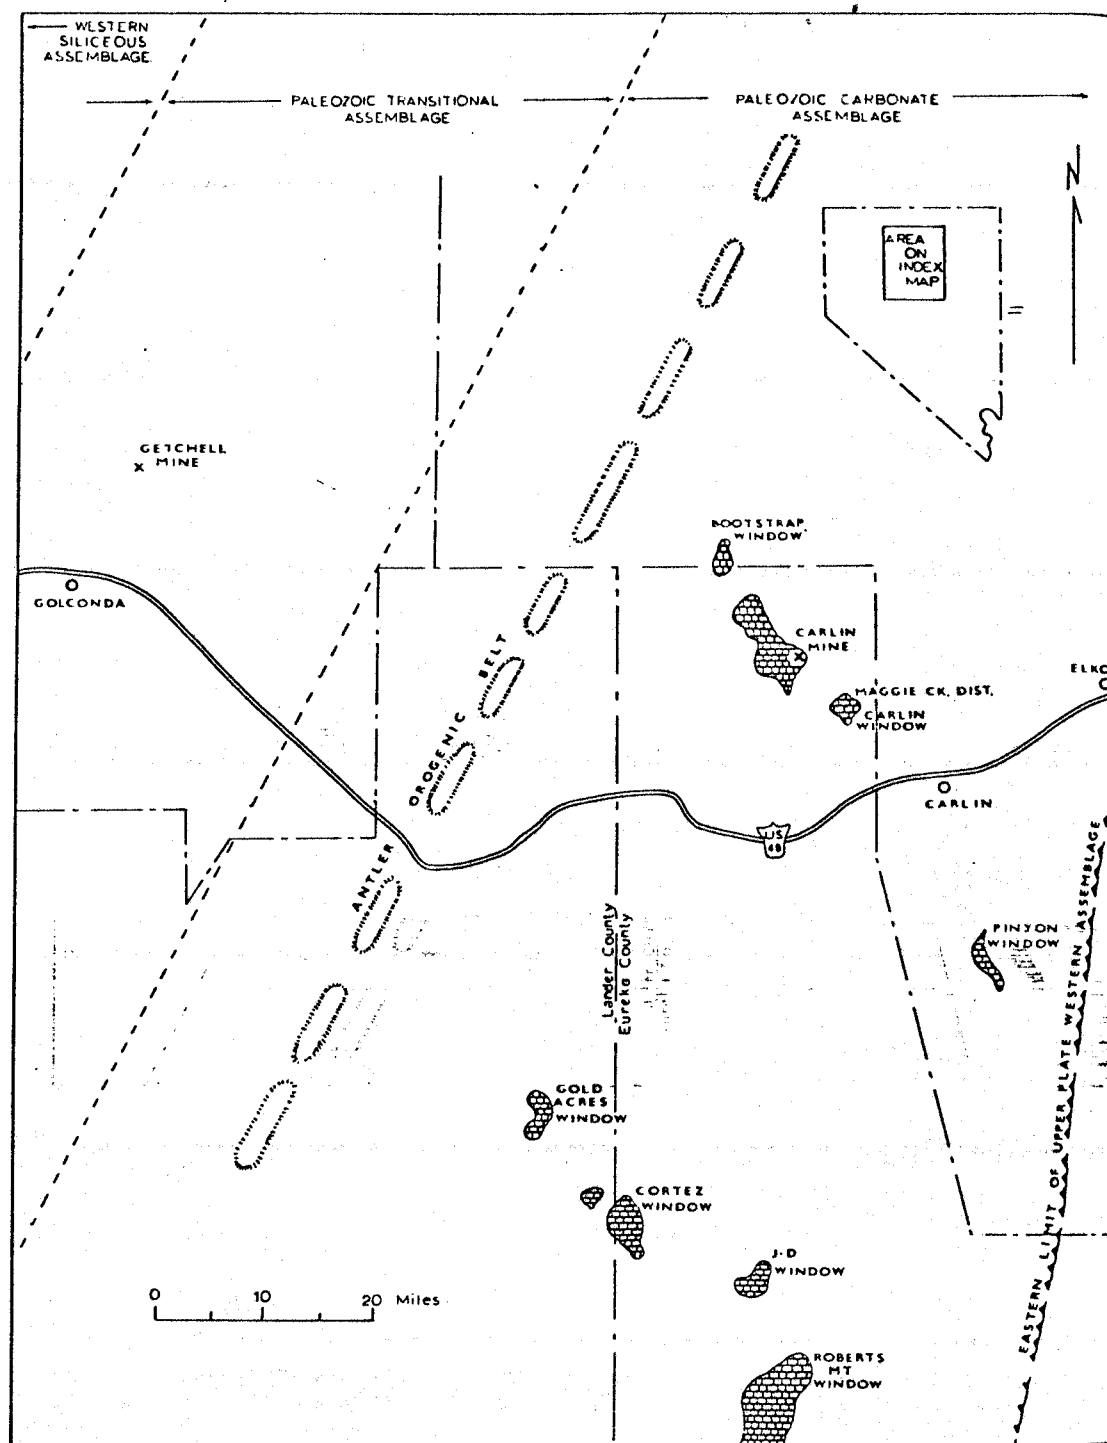 WESTERN
SILICEOUS
ASSEMBLAGE
PALEOZOIC TRANSITIONAL
ASSEMBLAGE
PALEOZOIC CARBONATE
ASSEMBLAGE
N
AREA
ON
INDEX
MAP
GETCHELL
MINE
x
BOOTSTRAP
WINDOW
GOLCONDA
CARLIN
MINE
x
ELKO
MAGGIE CK. DIST.
CARLIN
WINDOW
ANTLER OROGENIC BELT
CARLIN
US
40
PINYON
WINDOW
Lander County
Eureka County
EASTERN LIMIT OF UPPER PLATE WESTERN ASSEMBLAGE
GOLD
ACRES
WINDOW
CORTEZ
WINDOW
J-D
WINDOW
0 10 20 Miles
ROBERTS
MT
WINDOW